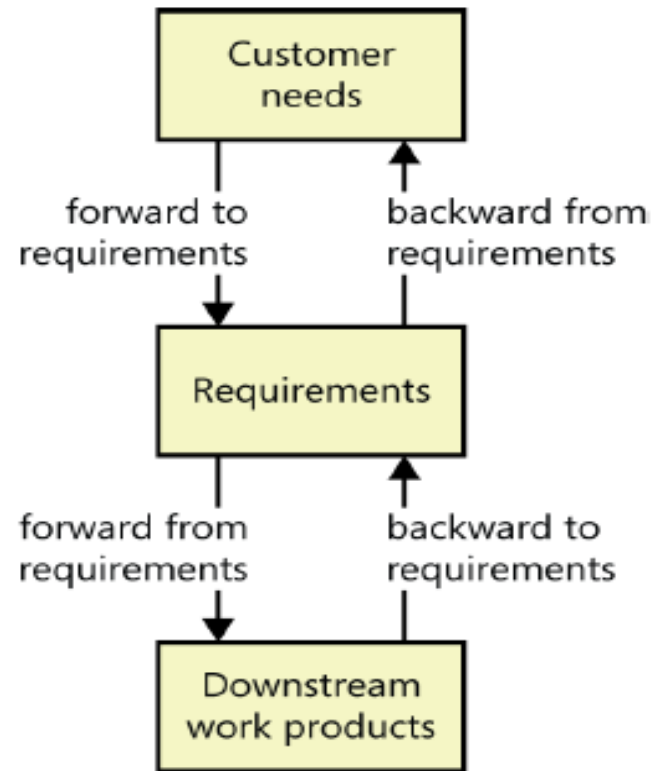 Customer
needs
forward to
requirements
backward from
requirements
Requirements
forward from
requirements
backward to
requirements
Downstream
work products